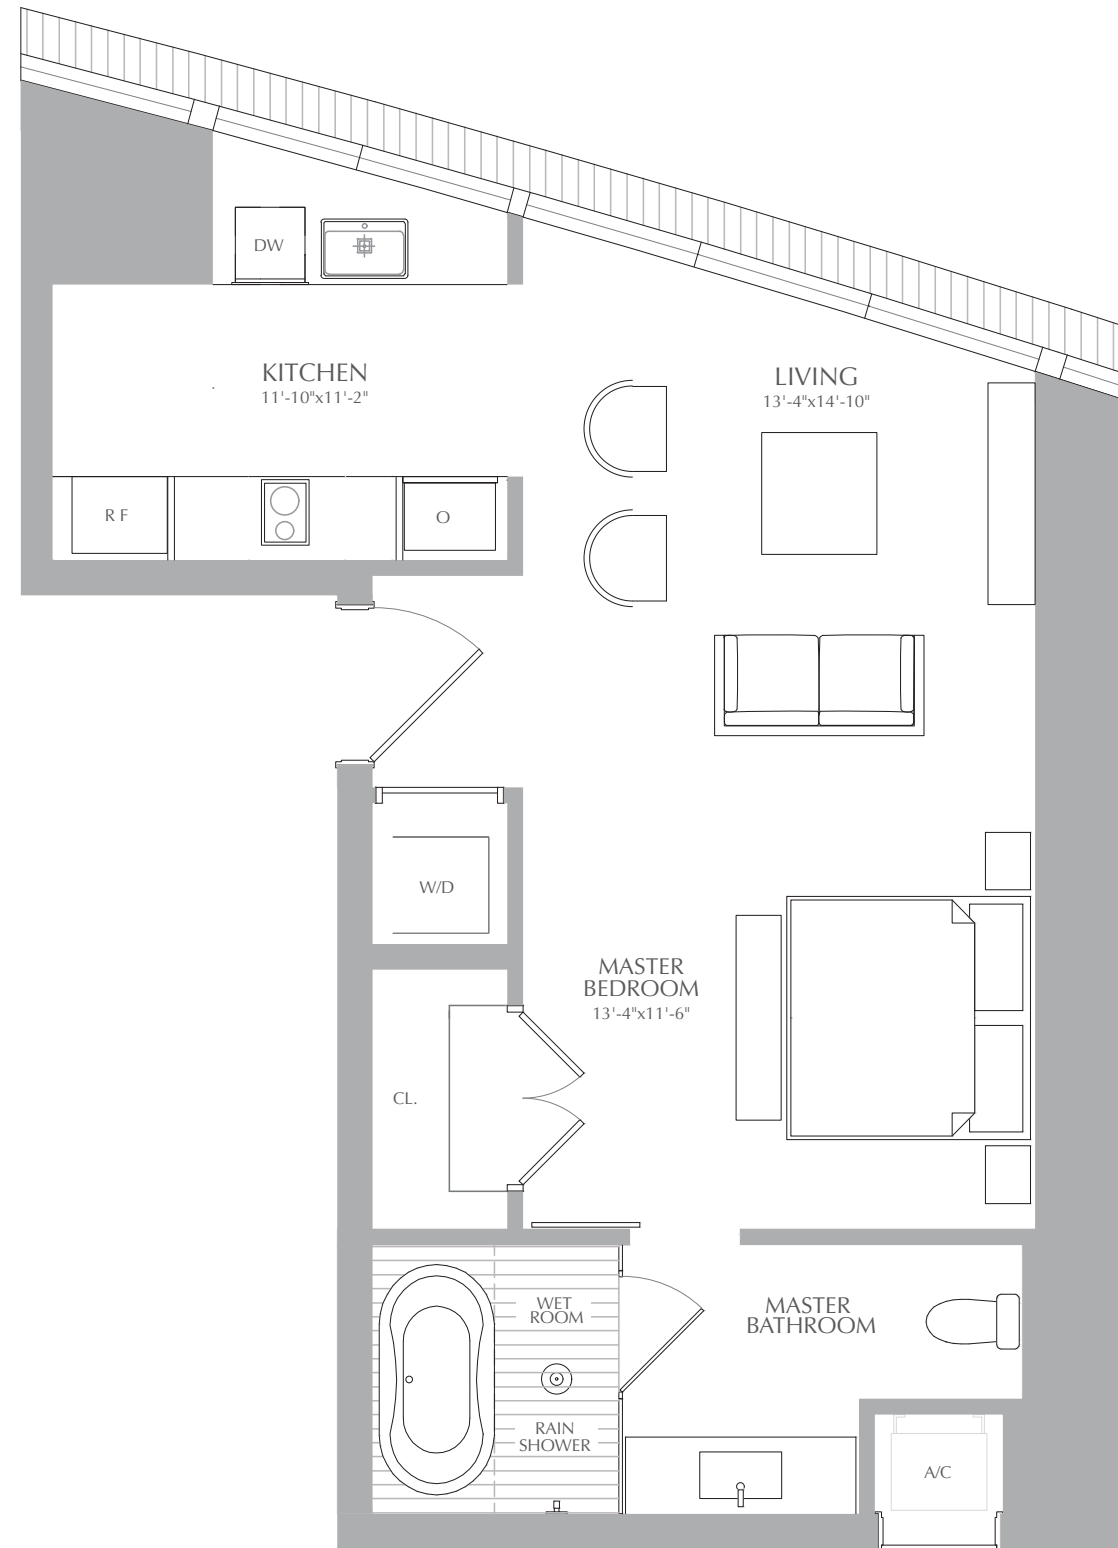 DW
KITCHEN
11'-10"x11'-2"
LIVING
13'-4"x14'-10"
R F
O
W/D
MASTER
BEDROOM
13'-4"x11'-6"
CL.
WET
ROOM
MASTER
BATHROOM
RAIN
SHOWER
A/C